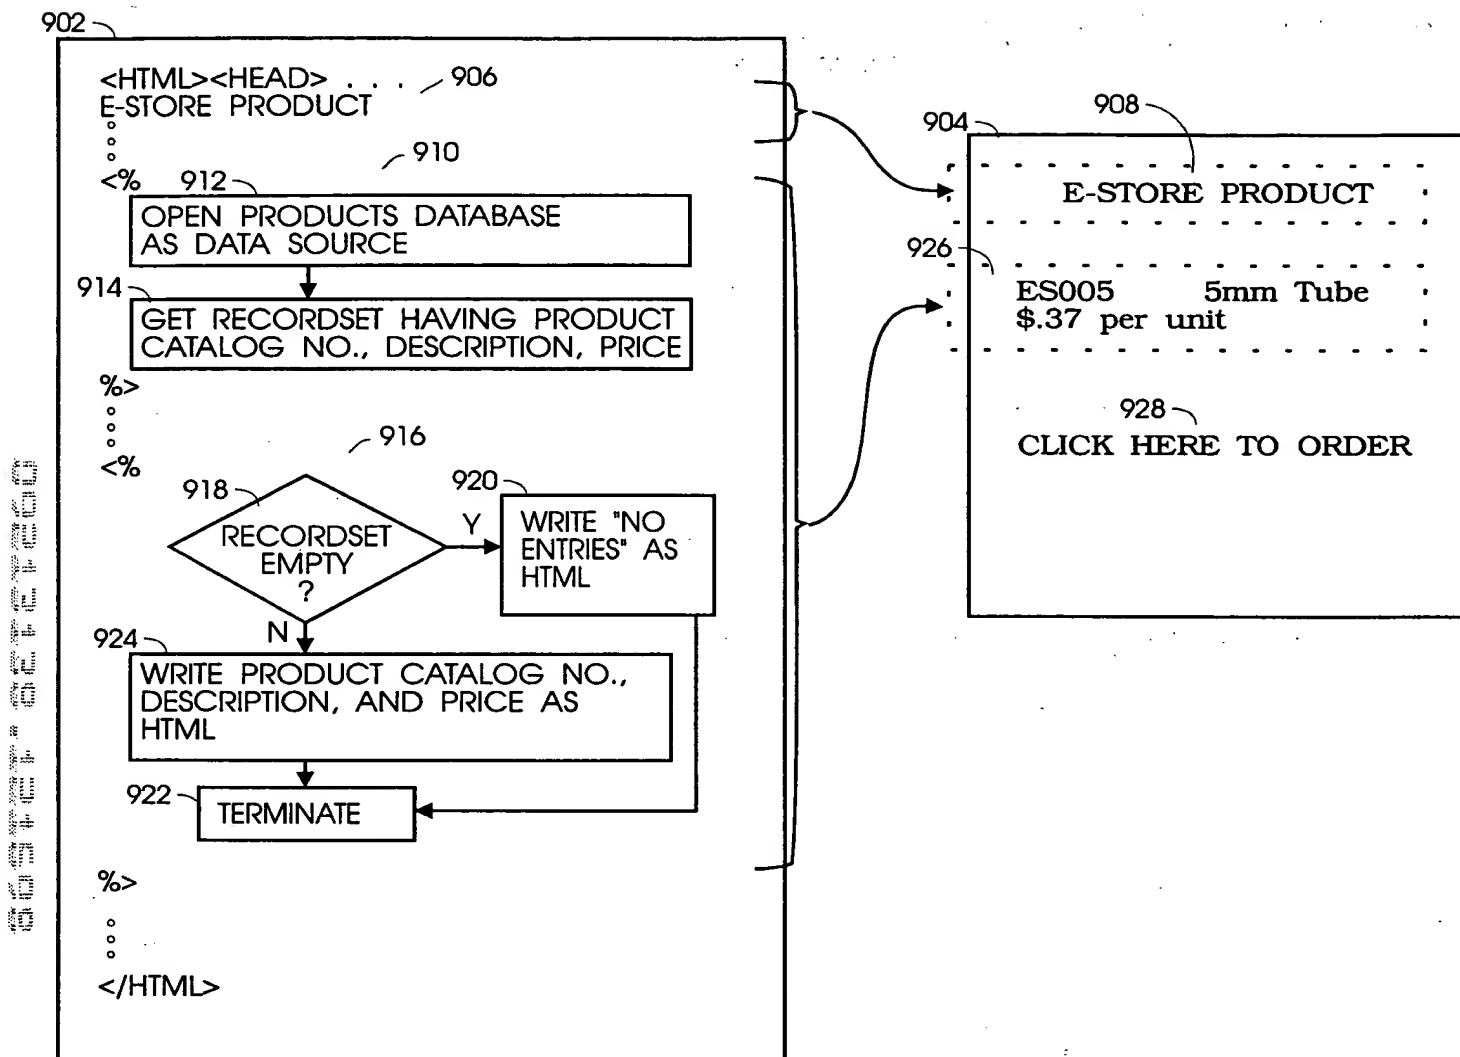 902
<HTML><HEAD> . . . 906
E-STORE PRODUCT
910
<%
912
OPEN PRODUCTS DATABASE
AS DATA SOURCE
914
GET RECORDSET HAVING PRODUCT
CATALOG NO., DESCRIPTION, PRICE
%>
916
<%
918
RECORDSET
EMPTY
?
Y
N
920
WRITE "NO
ENTRIES" AS
HTML
924
WRITE PRODUCT CATALOG NO.,
DESCRIPTION, AND PRICE AS
HTML
922
TERMINATE
%>
</HTML>
904
908
E-STORE PRODUCT
926
ES005 5mm Tube
$.37 per unit
928
CLICK HERE TO ORDER